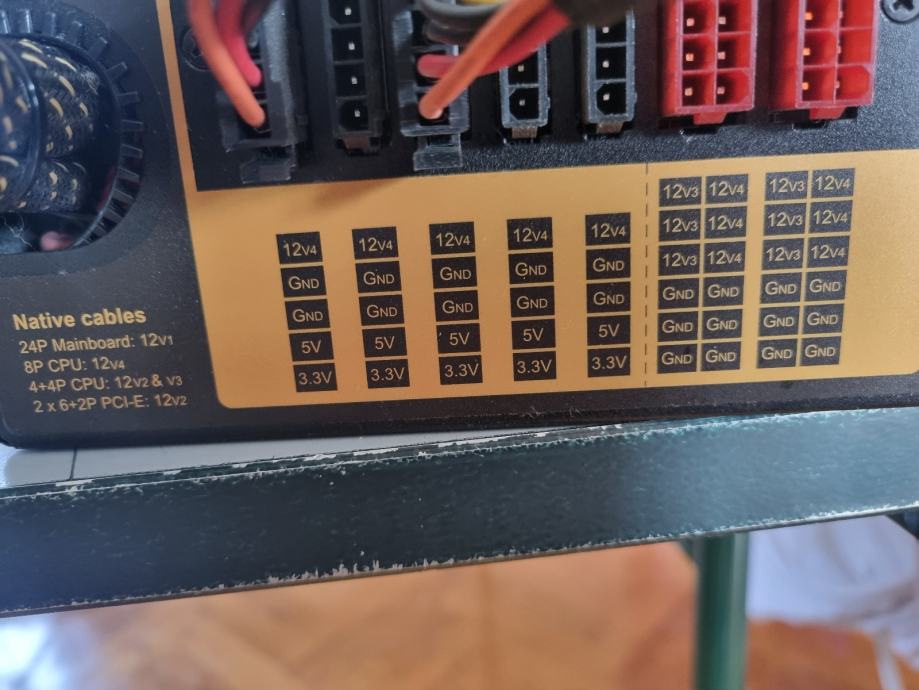 12V3 12V4 12V3 12V4
12V3 12V4 12V3 12V4
12V4 12V4 12V4 12V4 12V4 12V3 12V4 12V3 12V4
GND GND GND GND GND GND GND GND GND
GND GND GND GND GND GND GND GND GND
5V 5V 5V 5V 5V GND GND GND GND
3.3V 3.3V 3.3V 3.3V 3.3V
Native cables
24P Mainboard: 12V1
8P CPU: 12V4
4+4P CPU: 12V2 & V3
2 x 6+2P PCI-E: 12V2